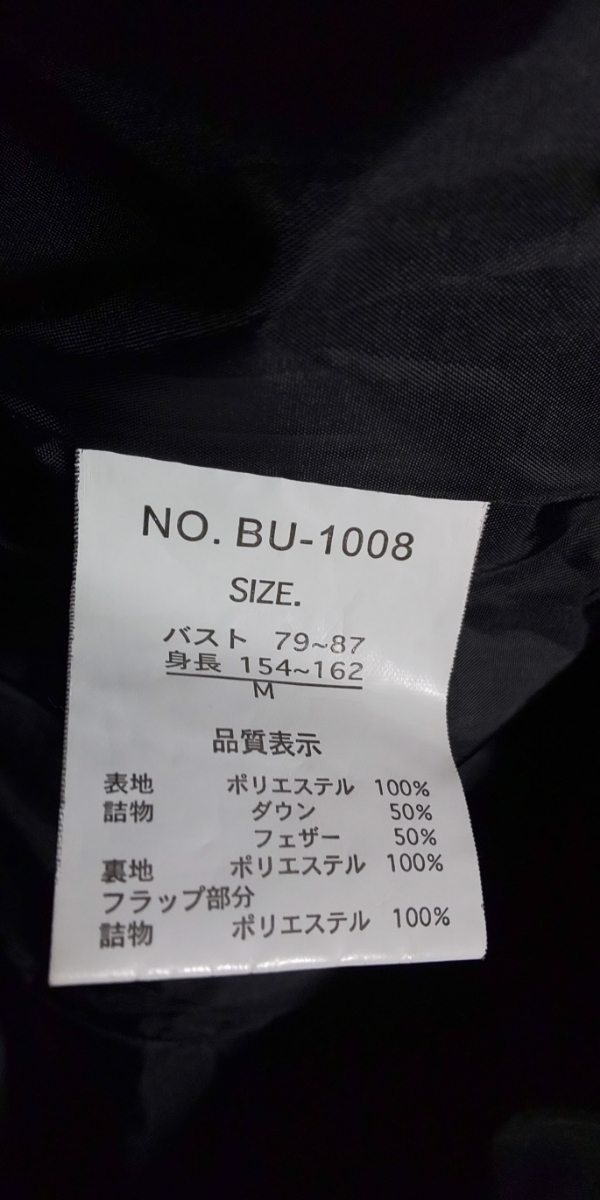 NO. BU-1008
SIZE.
バスト 79~87
身長 154~162
M
品質表示
表地 ポリエステル 100%
詰物 ダウン 50%
フェザー 50%
裏地 ポリエステル 100%
フラップ部分
詰物 ポリエステル 100%